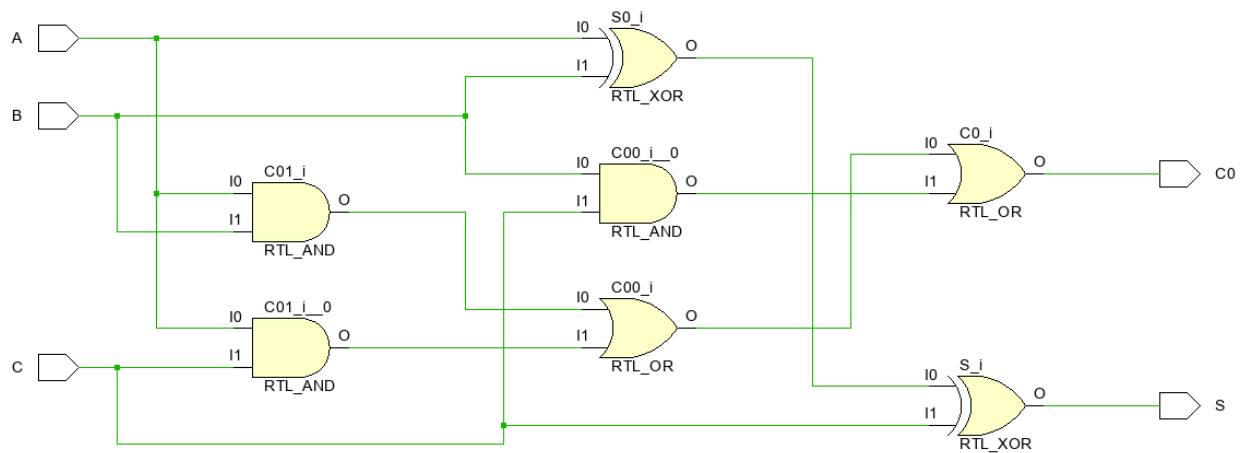 S0_i
A
I0
O
I1
RTL_XOR
B
C0_i
C01_i
C00_i__0
I0
I0
I0
O
O
O
C0
I1
I1
I1
RTL_OR
RTL_AND
RTL_AND
C01_i__0
C00_i
I0
I0
O
O
I1
I1
C
S_i
RTL_AND
RTL_OR
I0
O
S
I1
RTL_XOR